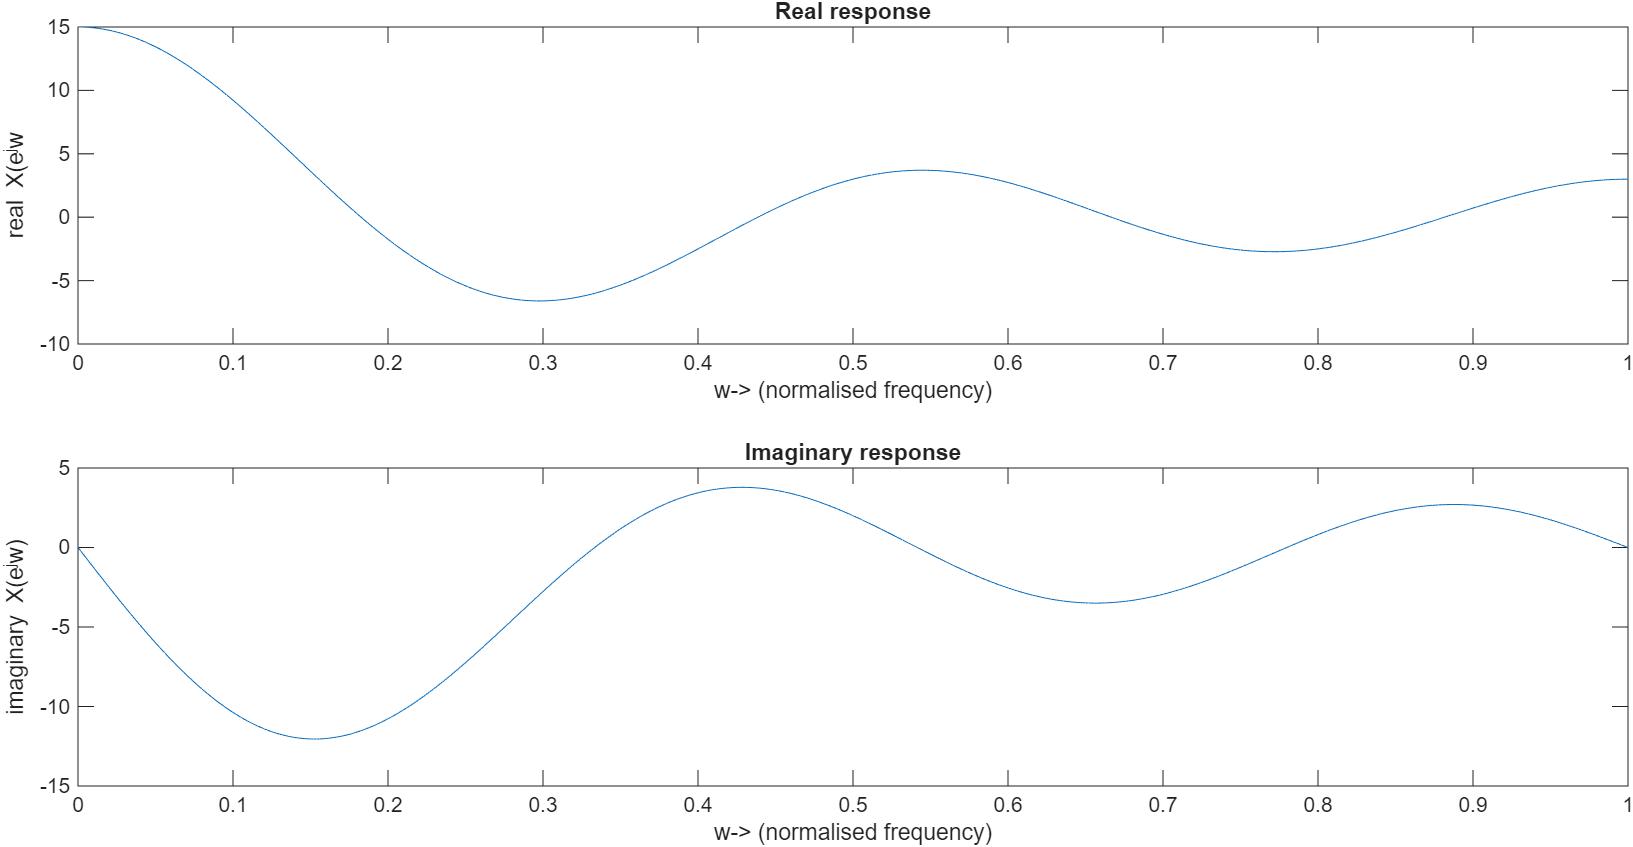 Real response
15
10
5
0
-5
-10
real  X(eʲw
0 0.1 0.2 0.3 0.4 0.5 0.6 0.7 0.8 0.9 1
w-> (normalised frequency)
Imaginary response
5
0
-5
-10
-15
imaginary  X(eʲw)
0 0.1 0.2 0.3 0.4 0.5 0.6 0.7 0.8 0.9 1
w-> (normalised frequency)